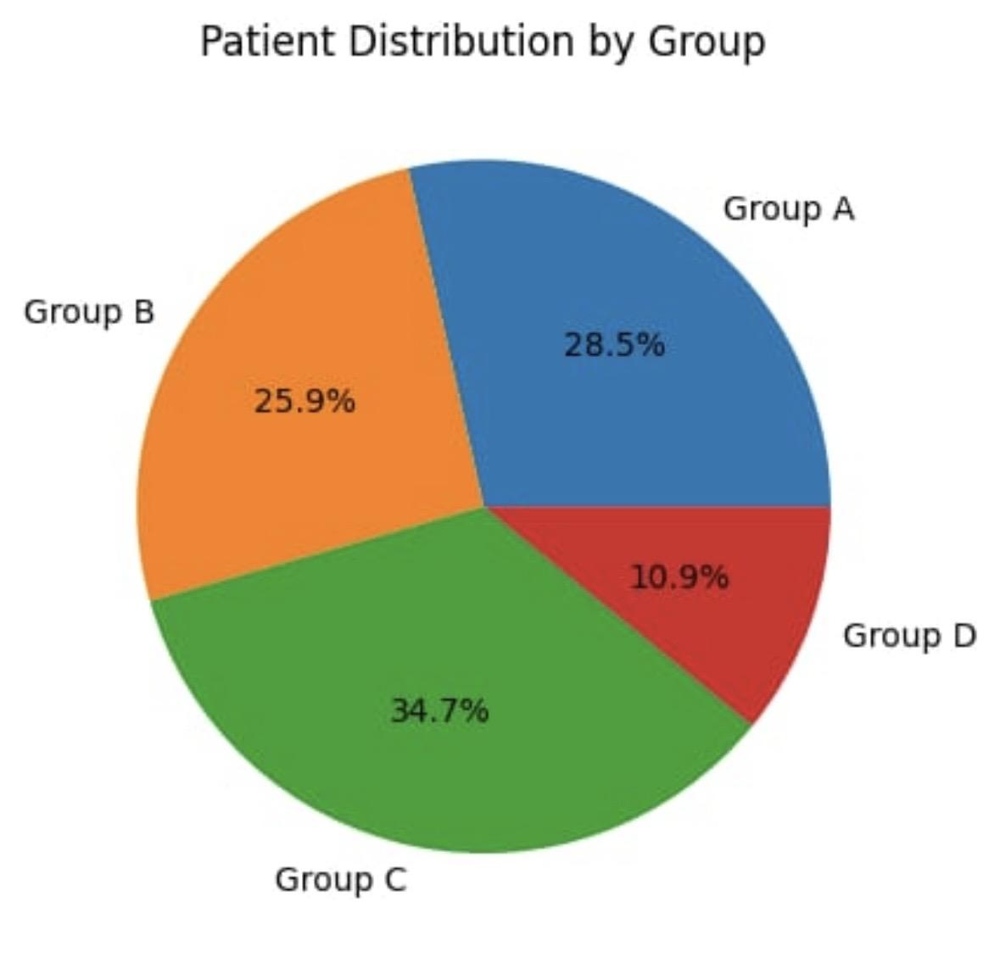 Patient Distribution by Group
Group A
28.5%
Group B
25.9%
10.9%
Group D
34.7%
Group C